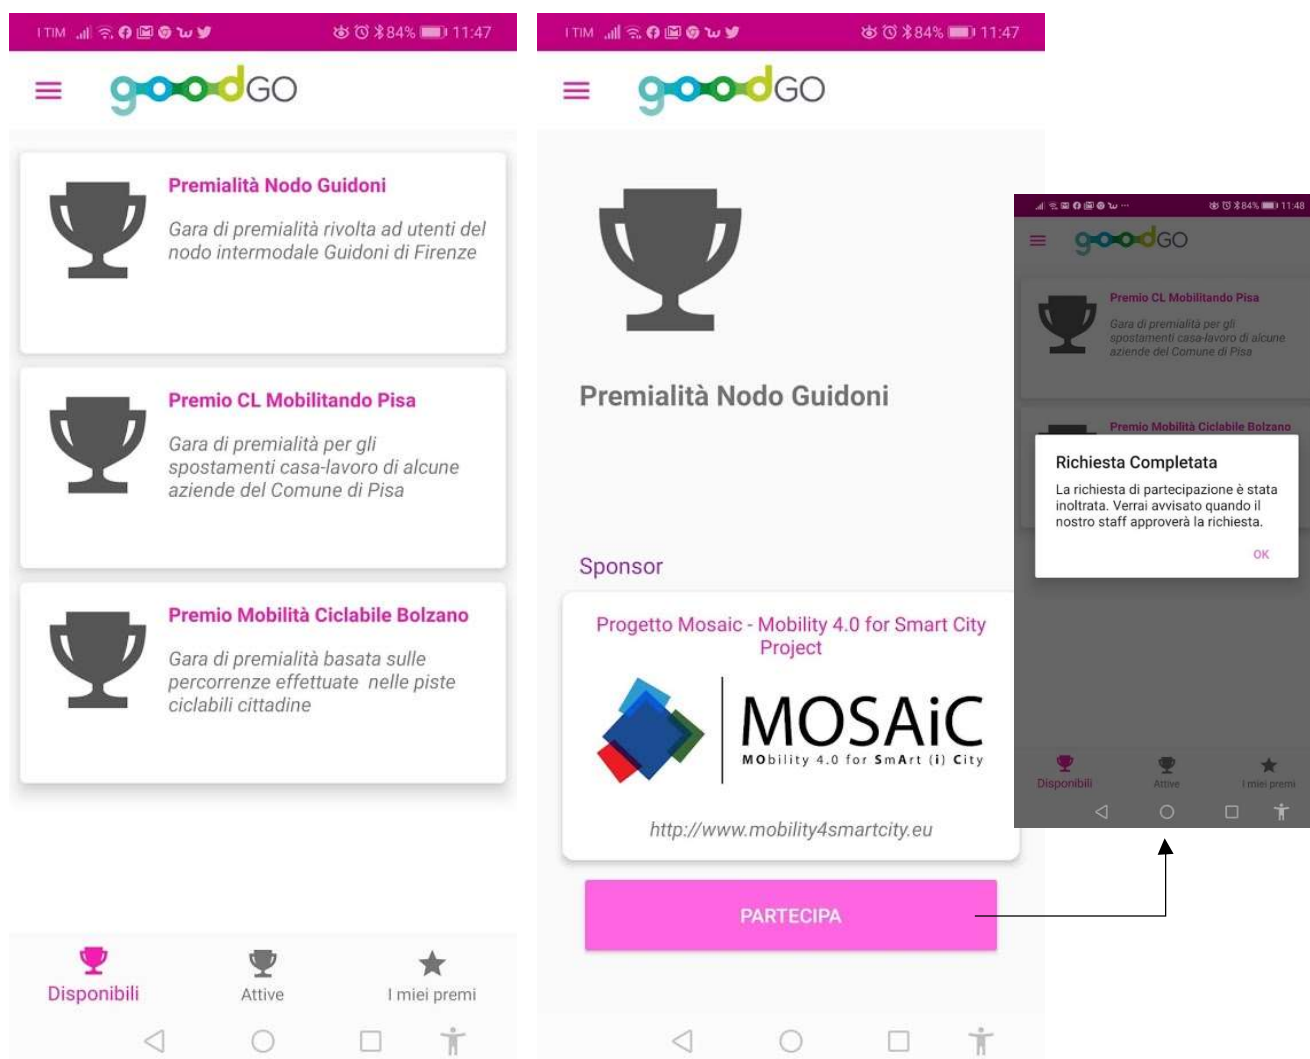 I TIM 84% 11:47
goodGO
Premialità Nodo Guidoni
Gara di premialità rivolta ad utenti del
nodo intermodale Guidoni di Firenze
Premio CL Mobilitando Pisa
Gara di premialità per gli
spostamenti casa-lavoro di alcune
aziende del Comune di Pisa
Premio Mobilità Ciclabile Bolzano
Gara di premialità basata sulle
percorrenze effettuate nelle piste
ciclabili cittadine
Disponibili Attive I miei premi
I TIM 84% 11:47
goodGO
Premialità Nodo Guidoni
Sponsor
Progetto Mosaic - Mobility 4.0 for Smart City
Project
MOSAiC
MObility 4.0 for SmArt (i) City
http://www.mobility4smartcity.eu
PARTECIPA
84% 11:48
goodGO
Premio CL Mobilitando Pisa
Gara di premialità per gli
spostamenti casa-lavoro di alcune
aziende del Comune di Pisa
Premio Mobilità Ciclabile Bolzano
Richiesta Completata
La richiesta di partecipazione è stata
inoltrata. Verrai avvisato quando il
nostro staff approverà la richiesta.
OK
Disponibili Attive I miei premi